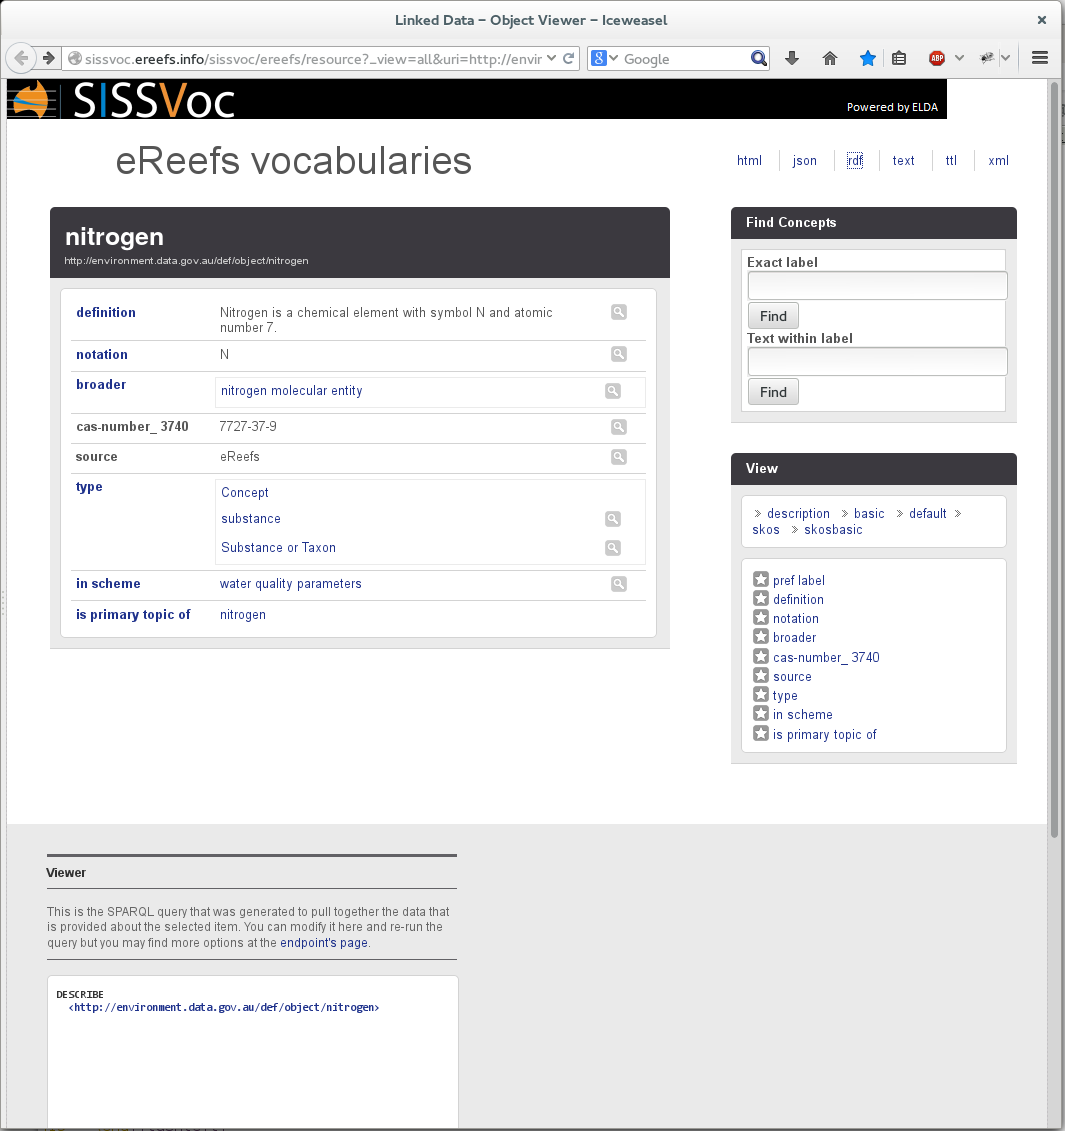 Linked Data – Object Viewer – Iceweasel
sissvoc.ereefs.info/sissvoc/ereefs/resource?_view=all&uri=http://envir
Google
SISSVoc
Powered by ELDA
eReefs vocabularies
html json rdf text ttl xml
nitrogen
http://environment.data.gov.au/def/object/nitrogen
definition Nitrogen is a chemical element with symbol N and atomic
number 7.
notation N
broader nitrogen molecular entity
cas-number_ 3740 7727-37-9
source eReefs
type Concept
substance
Substance or Taxon
in scheme water quality parameters
is primary topic of nitrogen
Find Concepts
Exact label
Find
Text within label
Find
View
description basic default
skos skosbasic
pref label
definition
notation
broader
cas-number_ 3740
source
type
in scheme
is primary topic of
Viewer
This is the SPARQL query that was generated to pull together the data that
is provided about the selected item. You can modify it here and re-run the
query but you may find more options at the endpoint's page.
DESCRIBE
<http://environment.data.gov.au/def/object/nitrogen>